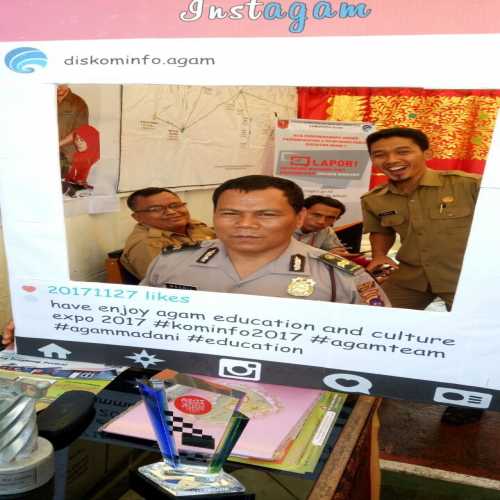 Instagam
diskominfo.agam
LAPOR!
20171127 likes
have enjoy agam education and culture
expo 2017 #kominfo2017 #agamteam
#agammadani #education